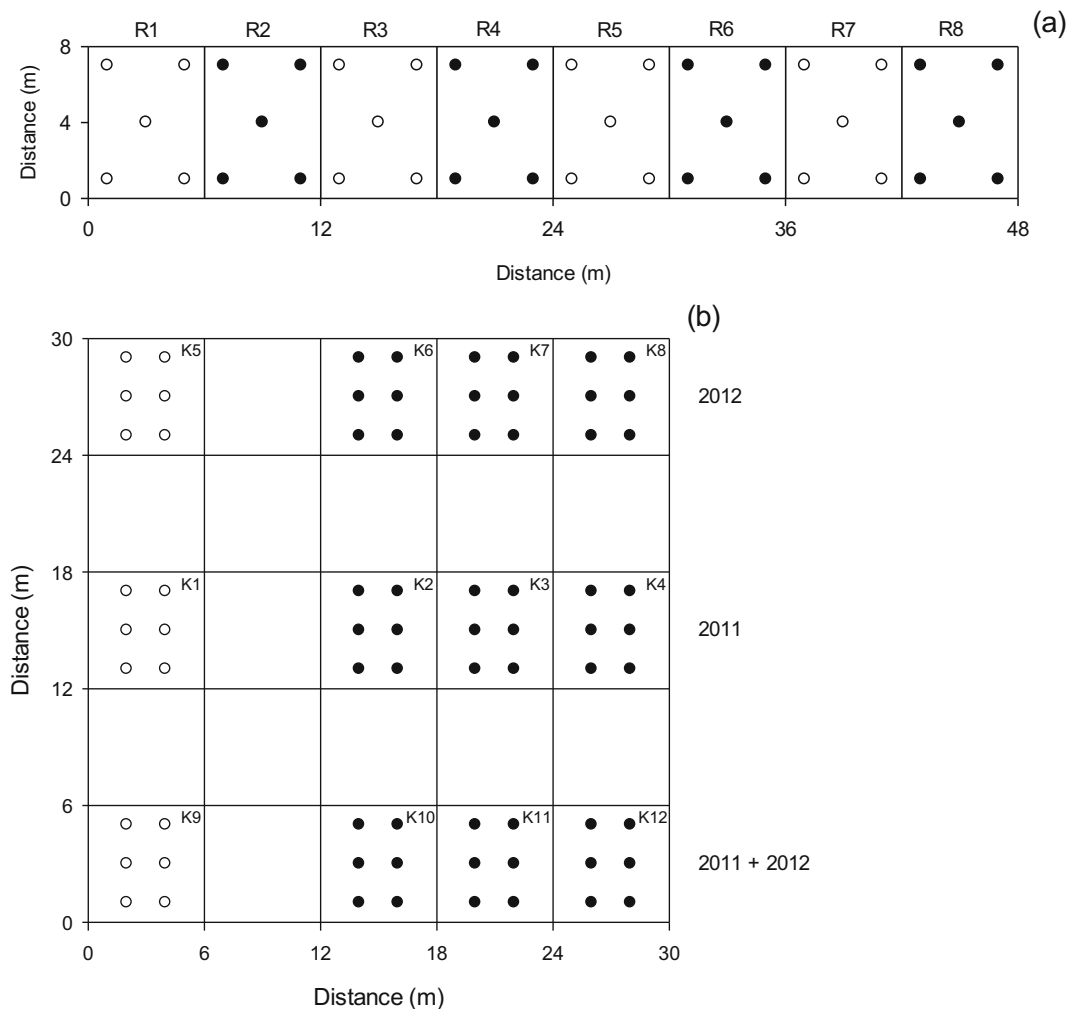 (a)
R1 R2 R3 R4 R5 R6 R7 R8
8
4
0
Distance (m)
0 12 24 36 48
Distance (m)
(b)
30
K5 K6 K7 K8
2012
24
18
K1 K2 K3 K4
2011
Distance (m)
12
6
K9 K10 K11 K12
2011 + 2012
0
0 6 12 18 24 30
Distance (m)